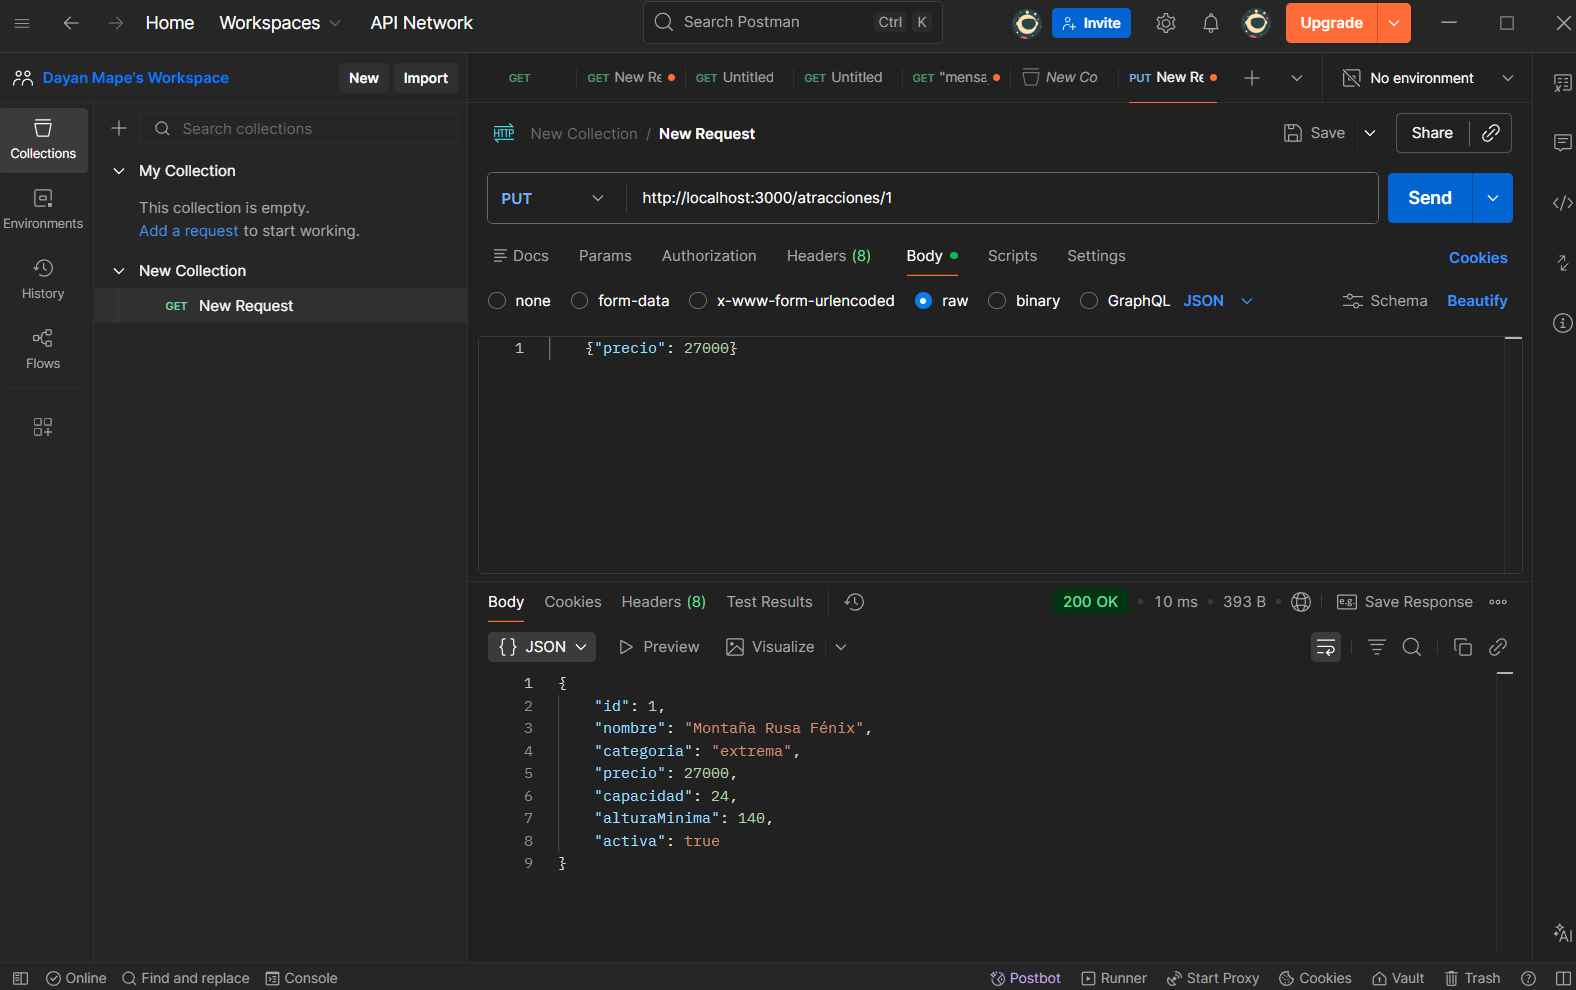 Home Workspaces API Network Search Postman Ctrl K Invite Upgrade
Dayan Mape's Workspace New Import
GET GET New Re GET Untitled GET Untitled GET "mensa New Co PUT New Re No environment
Search collections
Collections
My Collection
This collection is empty.
Add a request to start working.
New Collection
GET New Request
Environments
History
Flows
HTTP New Collection / New Request Save Share
PUT http://localhost:3000/atracciones/1 Send
Docs Params Authorization Headers (8) Body Scripts Settings Cookies
none form-data x-www-form-urlencoded raw binary GraphQL JSON Schema Beautify
1 {"precio": 27000}
Body Cookies Headers (8) Test Results 200 OK • 10 ms • 393 B • e.g. Save Response
{} JSON Preview Visualize
1 {
2 "id": 1,
3 "nombre": "Montaña Rusa Fénix",
4 "categoria": "extrema",
5 "precio": 27000,
6 "capacidad": 24,
7 "alturaMinima": 140,
8 "activa": true
9 }
AI
Online Find and replace Console Postbot Runner Start Proxy Cookies Vault Trash